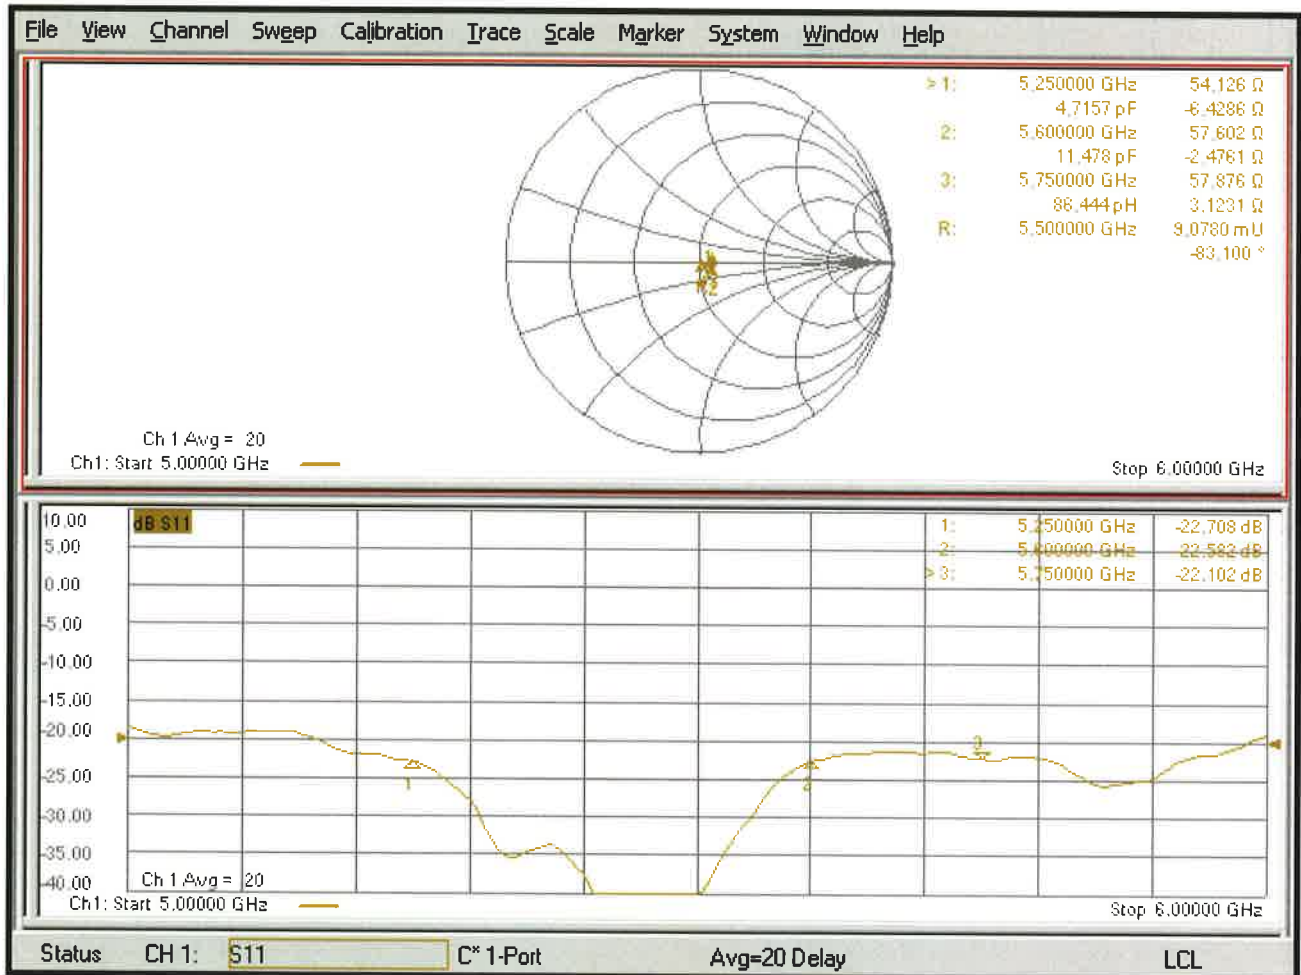 File View Channel Sweep Calibration Trace Scale Marker System Window Help
> 1: 5.250000 GHz 54.126 Ω
4.7157 pF -6.4286 Ω
2: 5.600000 GHz 57.602 Ω
11.478 pF -2.4761 Ω
3: 5.750000 GHz 57.876 Ω
86.444 pH 3.1231 Ω
R: 5.500000 GHz 9.0780 mU
-83.100 °
Ch 1 Avg = 20
Ch1: Start 5.00000 GHz
Stop 6.00000 GHz
dB S11
1: 5.250000 GHz -22.708 dB
2: 5.600000 GHz -22.582 dB
> 3: 5.750000 GHz -22.102 dB
10.00
5.00
0.00
-5.00
-10.00
-15.00
-20.00
-25.00
-30.00
-35.00
-40.00
1
2
3
Ch 1 Avg = 20
Ch1: Start 5.00000 GHz
Stop 6.00000 GHz
Status CH 1: S11 C* 1-Port Avg=20 Delay LCL